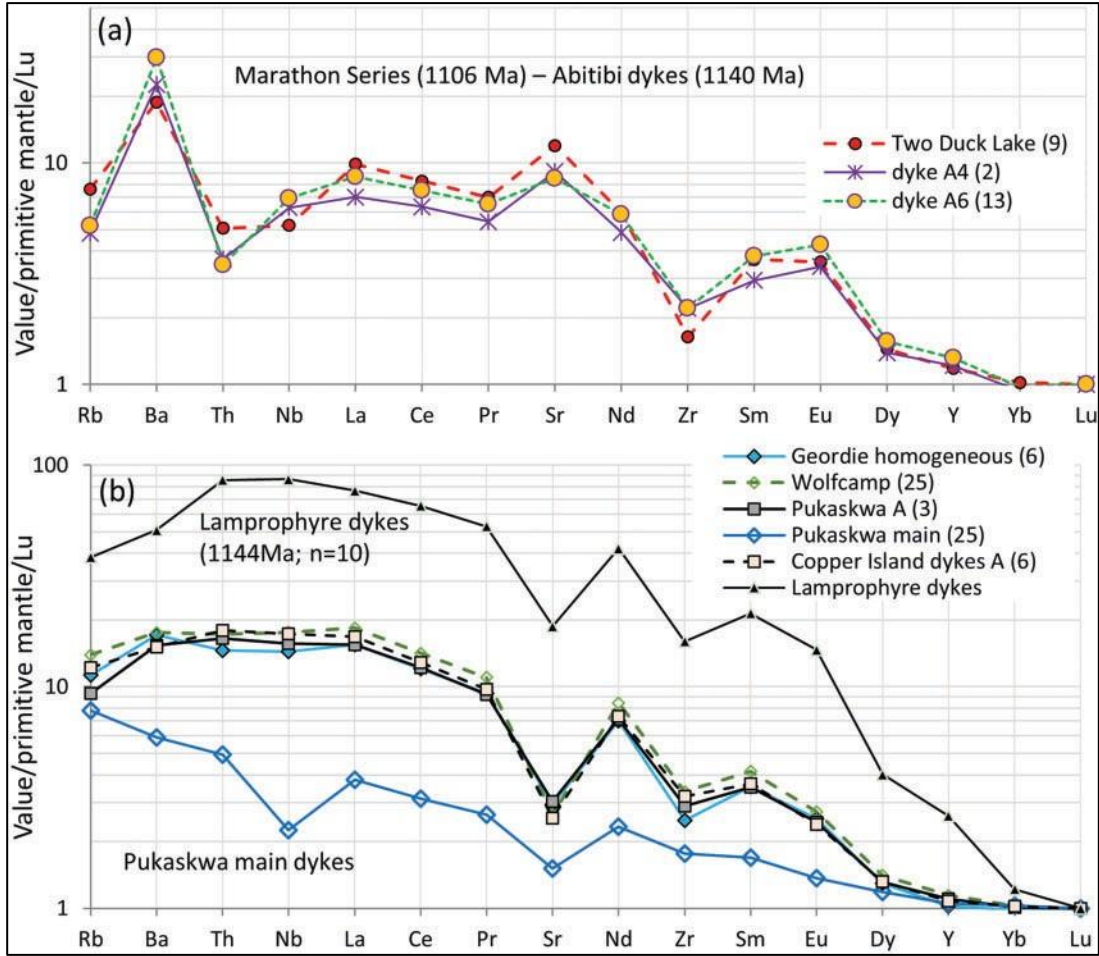 (a)
Marathon Series (1106 Ma) – Abitibi dykes (1140 Ma)
Two Duck Lake (9)
dyke A4 (2)
dyke A6 (13)
Value/primitive mantle/Lu
10
1
Rb Ba Th Nb La Ce Pr Sr Nd Zr Sm Eu Dy Y Yb Lu
(b)
Lamprophyre dykes
(1144Ma; n=10)
Geordie homogeneous (6)
Wolfcamp (25)
Pukaskwa A (3)
Pukaskwa main (25)
Copper Island dykes A (6)
Lamprophyre dykes
Pukaskwa main dykes
Value/primitive mantle/Lu
100
10
1
Rb Ba Th Nb La Ce Pr Sr Nd Zr Sm Eu Dy Y Yb Lu